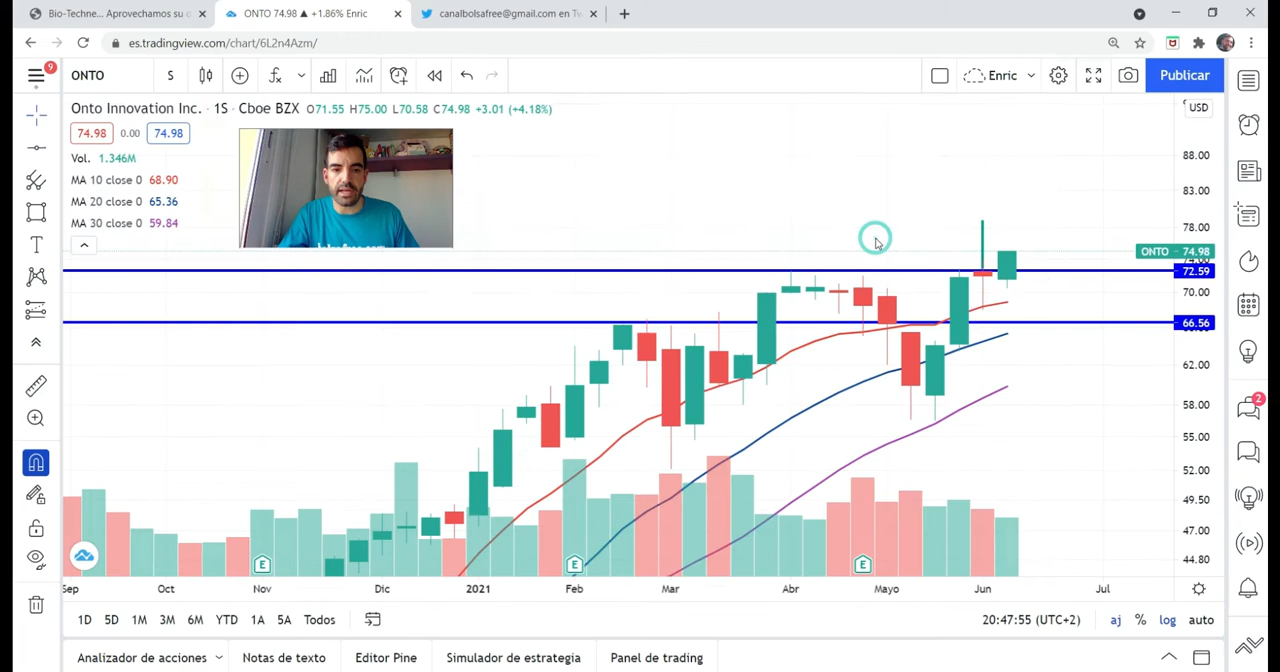 Bio-Techne... Aprovechamos su
ONTO 74.98 ▲ +1.86% Enric
canalbolsafree@gmail.com en Tw
es.tradingview.com/chart/6L2n4Azm/
9
ONTO
S
Enric
Publicar
Onto Innovation Inc. · 1S · Cboe BZX O71.55 H75.00 L70.58 C74.98 +3.01 (+4.18%)
USD
74.98 0.00 74.98
Vol. 1.346M
MA 10 close 0 68.90
MA 20 close 0 65.36
MA 30 close 0 59.84
88.00
83.00
78.00
ONTO 74.98
72.59
70.00
66.56
62.00
58.00
55.00
52.00
49.50
47.00
44.80
2
E
E
E
Sep Oct Nov Dic 2021 Feb Mar Abr Mayo Jun Jul
1D 5D 1M 3M 6M YTD 1A 5A Todos
20:47:55 (UTC+2)
aj % log auto
Analizador de acciones
Notas de texto
Editor Pine
Simulador de estrategia
Panel de trading